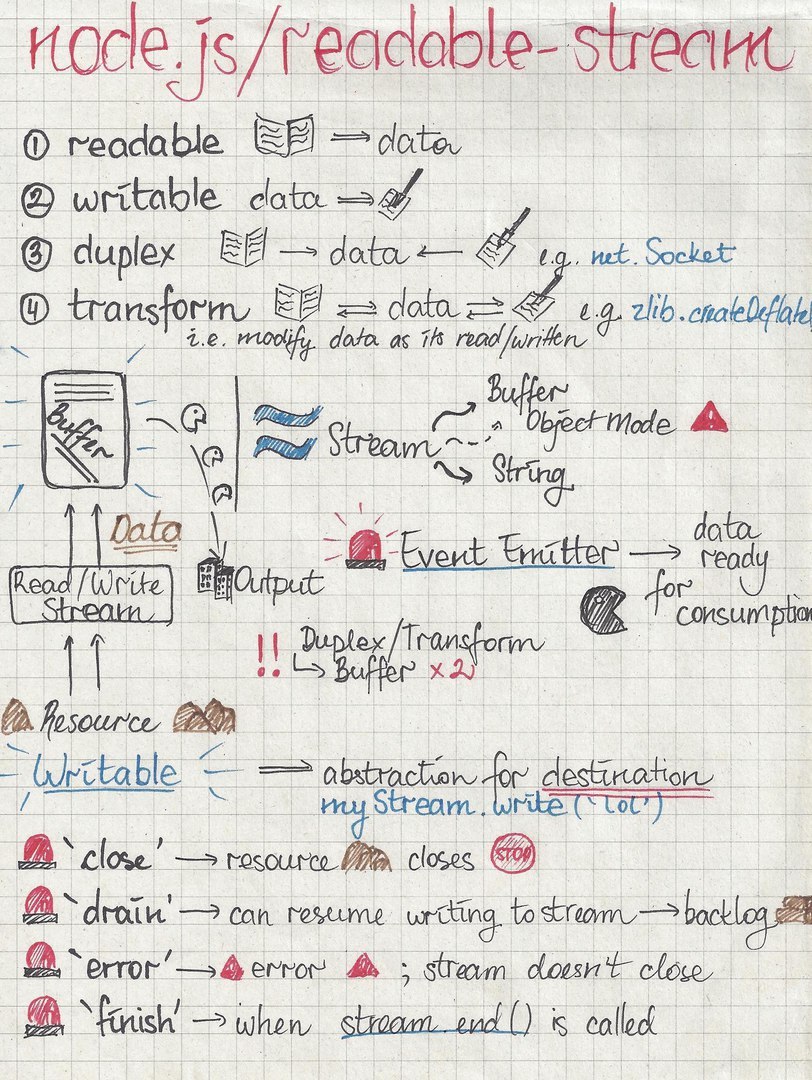 node.js/readable-stream
① readable → data
② writable data →
③ duplex → data ← e.g. net.Socket
④ transform ⇄ data ⇄ e.g. zlib.createDeflate
i.e. modify data as its read/written
Buffer
Stream
Buffer
Object Mode
String
Data
Read/Write
Stream
Output
Event Emitter → data
ready
for
consumption
!! Duplex/Transform
↳ Buffer x2
Resource
Writable → abstraction for destination
myStream.write(`lol')
`close' → resource closes STOP
`drain' → can resume writing to stream → backlog
`error' → error ; stream doesn't close
`finish' → when stream.end() is called